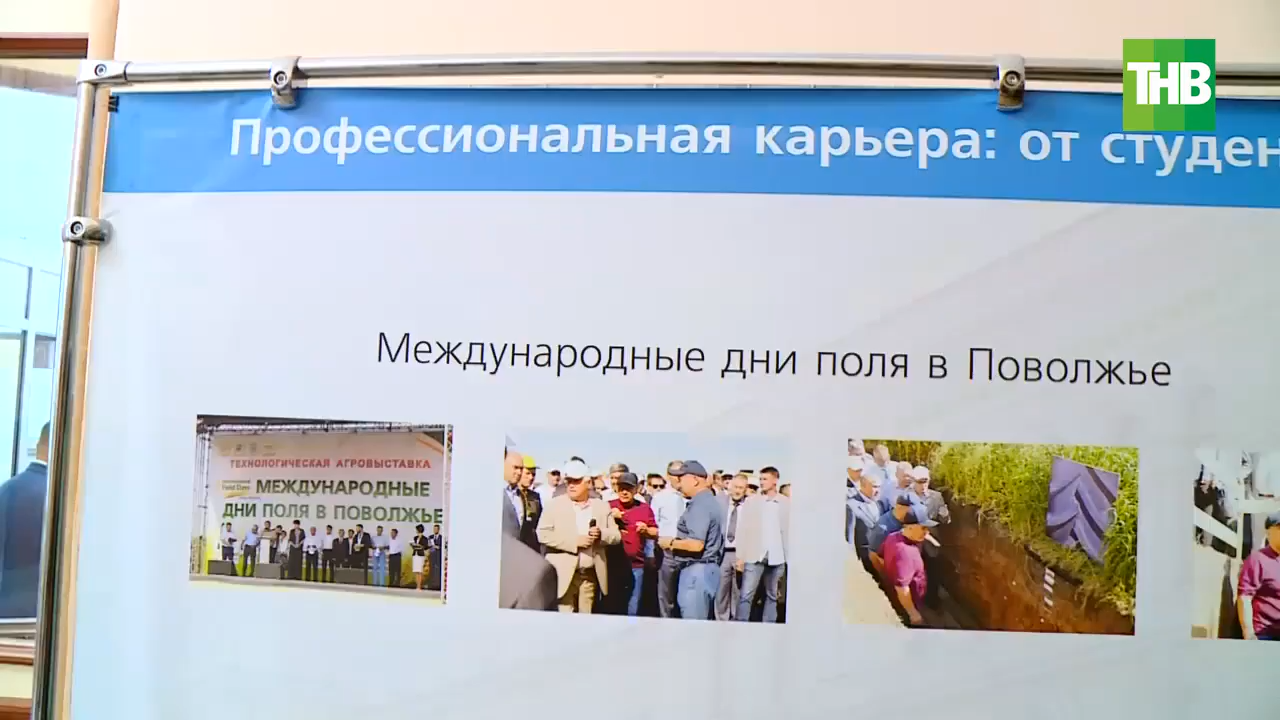 ТНВ
Профессиональная карьера: от студен
Международные дни поля в Поволжье
ТЕХНОЛОГИЧЕСКАЯ АГРОВЫСТАВКА
МЕЖДУНАРОДНЫЕ
ДНИ ПОЛЯ В ПОВОЛЖЬЕ